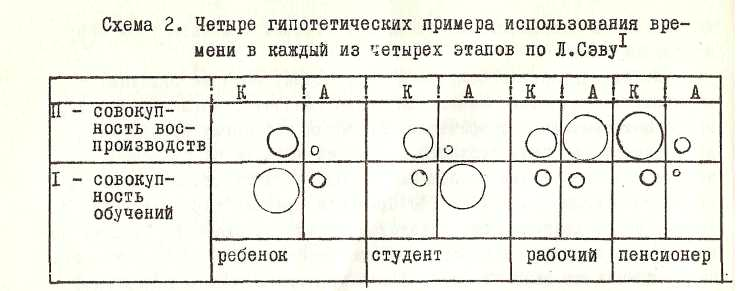 Схема 2. Четыре гипотетических примера использования вре-
мени в каждый из четырех этапов по Л.Сэву I
К А К А К А К А
II - совокуп-
ность вос-
производств
I - совокуп-
ность
обучений
ребенок студент рабочий пенсионер